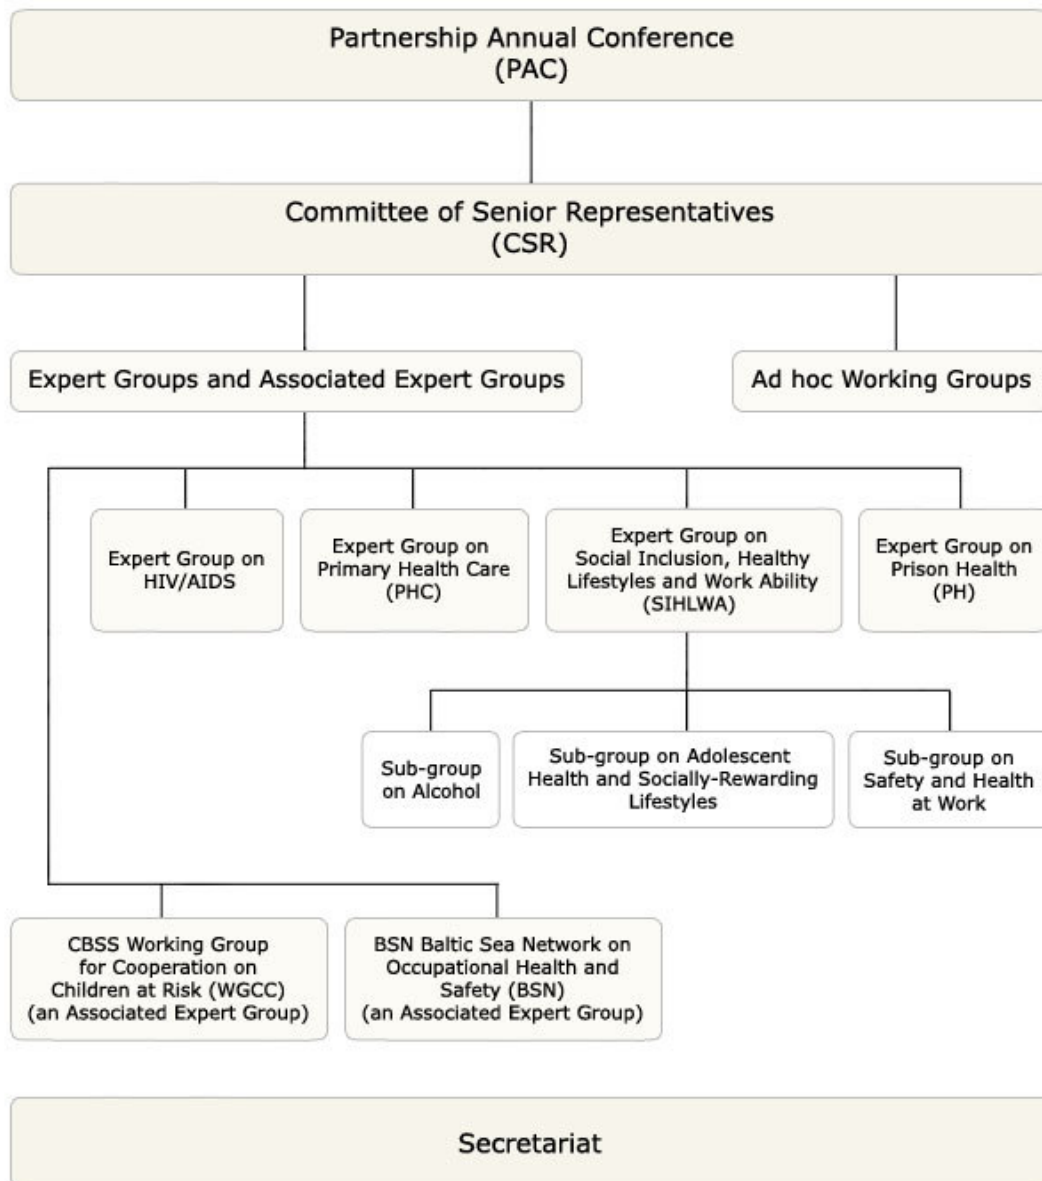 Partnership Annual Conference
(PAC)
Committee of Senior Representatives
(CSR)
Expert Groups and Associated Expert Groups
Ad hoc Working Groups
Expert Group on
HIV/AIDS
Expert Group on
Primary Health Care
(PHC)
Expert Group on
Social Inclusion, Healthy
Lifestyles and Work Ability
(SIHLWA)
Expert Group on
Prison Health
(PH)
Sub-group
on Alcohol
Sub-group on Adolescent
Health and Socially-Rewarding
Lifestyles
Sub-group on
Safety and Health
at Work
CBSS Working Group
for Cooperation on
Children at Risk (WGCC)
(an Associated Expert Group)
BSN Baltic Sea Network on
Occupational Health and
Safety (BSN)
(an Associated Expert Group)
Secretariat